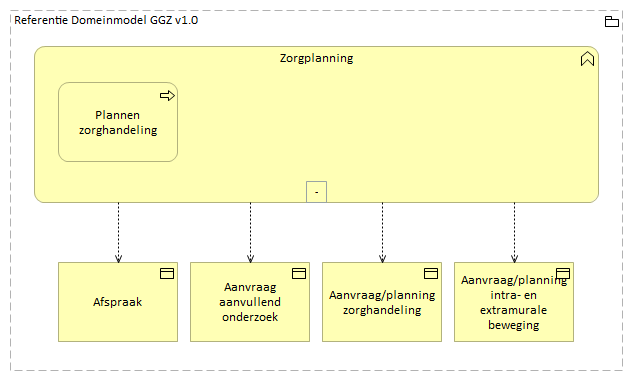 Referentie Domeinmodel GGZ v1.0
Zorgplanning
Plannen
zorghandeling
-
Afspraak
Aanvraag
aanvullend
onderzoek
Aanvraag/planning
zorghandeling
Aanvraag/planning
intra- en
extramurale
beweging